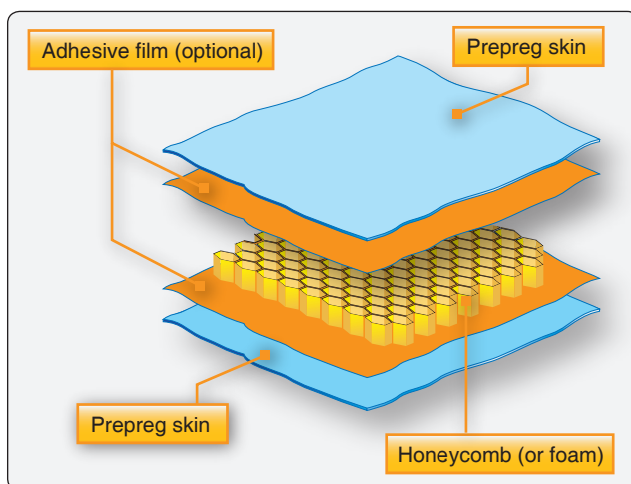 Adhesive film (optional)
Prepreg skin
Prepreg skin
Honeycomb (or foam)